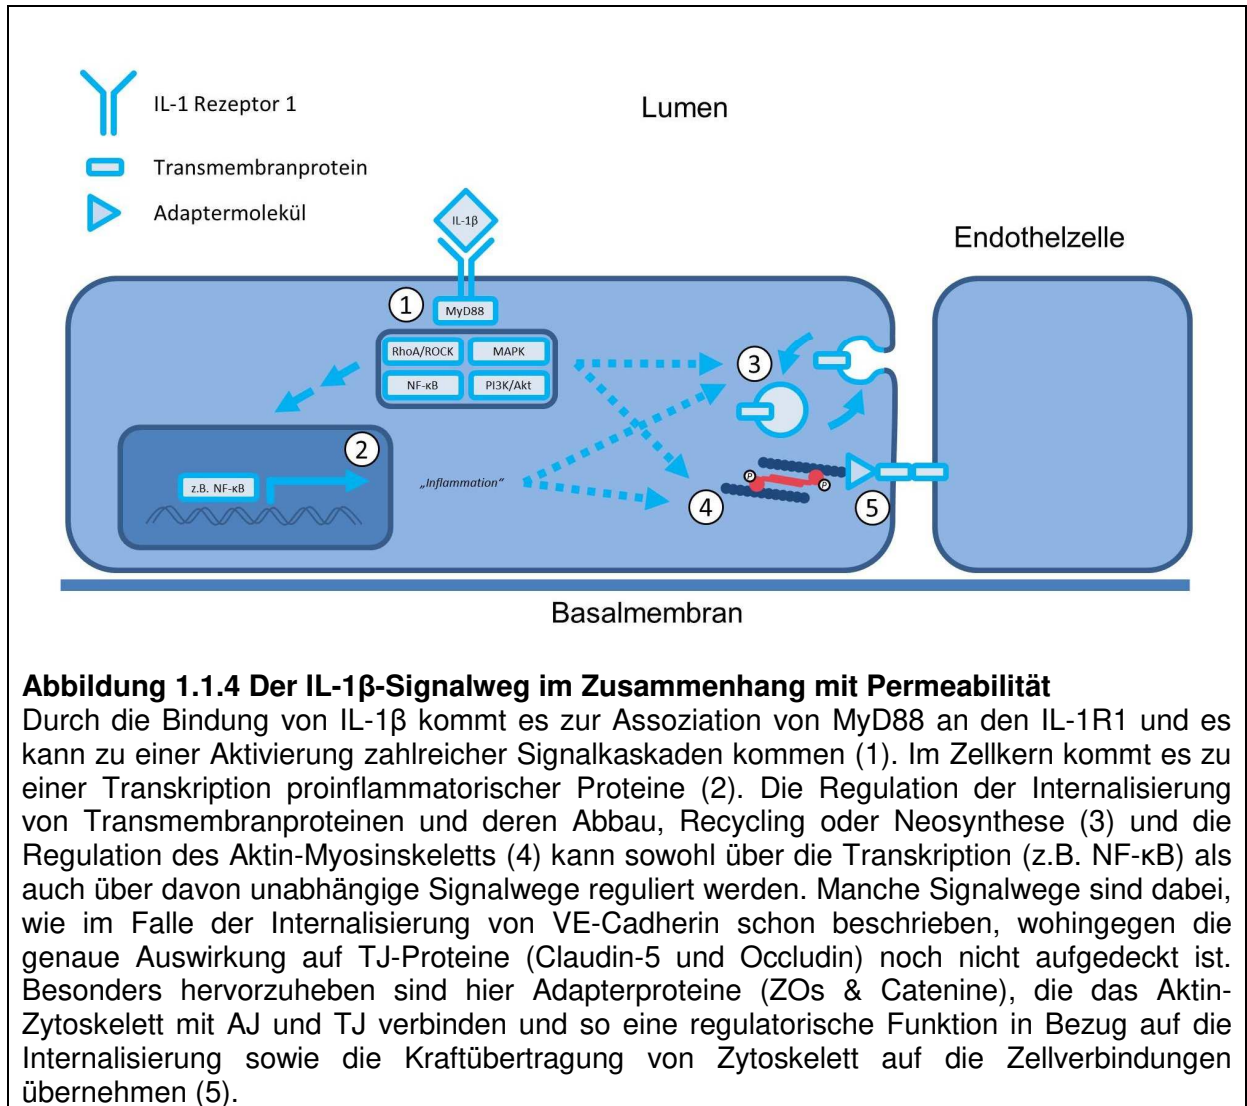 Lumen
IL-1 Rezeptor 1
Transmembranprotein
Adaptermolekül
IL-1β
Endothelzelle
1
MyD88
RhoA/ROCK
MAPK
NF-κB
PI3K/Akt
3
2
z.B. NF-κB
„Inflammation“
P
P
4
5
Basalmembran
Abbildung 1.1.4 Der IL-1β-Signalweg im Zusammenhang mit Permeabilität
Durch die Bindung von IL-1β kommt es zur Assoziation von MyD88 an den IL-1R1 und es
kann zu einer Aktivierung zahlreicher Signalkaskaden kommen (1). Im Zellkern kommt es zu
einer Transkription proinflammatorischer Proteine (2). Die Regulation der Internalisierung
von Transmembranproteinen und deren Abbau, Recycling oder Neosynthese (3) und die
Regulation des Aktin-Myosinskeletts (4) kann sowohl über die Transkription (z.B. NF-κB) als
auch über davon unabhängige Signalwege reguliert werden. Manche Signalwege sind dabei,
wie im Falle der Internalisierung von VE-Cadherin schon beschrieben, wohingegen die
genaue Auswirkung auf TJ-Proteine (Claudin-5 und Occludin) noch nicht aufgedeckt ist.
Besonders hervorzuheben sind hier Adapterproteine (ZOs & Catenine), die das Aktin-
Zytoskelett mit AJ und TJ verbinden und so eine regulatorische Funktion in Bezug auf die
Internalisierung sowie die Kraftübertragung von Zytoskelett auf die Zellverbindungen
übernehmen (5).